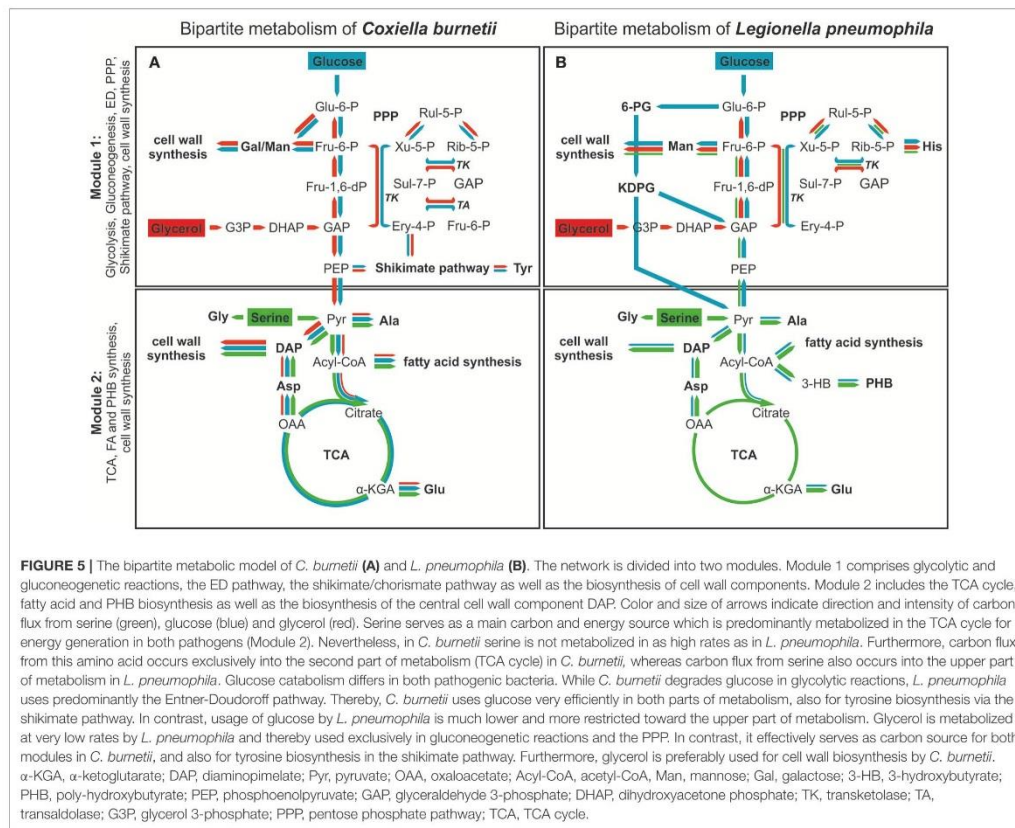 Bipartite metabolism of Coxiella burnetii
Bipartite metabolism of Legionella pneumophila
Module 1:
Glycolysis, Gluconeogenesis, ED, PPP,
Shikimate pathway, cell wall synthesis
A
Glucose
Glu-6-P
PPP
Rul-5-P
cell wall
synthesis
Gal/Man
Fru-6-P
Xu-5-P
Rib-5-P
TK
Fru-1,6-dP
Sul-7-P
GAP
TK
TA
Glycerol
G3P
DHAP
GAP
Ery-4-P
Fru-6-P
PEP
Shikimate pathway
Tyr
B
Glucose
6-PG
Glu-6-P
PPP
Rul-5-P
cell wall
synthesis
Man
Fru-6-P
Xu-5-P
Rib-5-P
His
TK
KDPG
Fru-1,6-dP
Sul-7-P
GAP
TK
Glycerol
G3P
DHAP
GAP
Ery-4-P
PEP
Module 2:
TCA, FA and PHB synthesis,
cell wall synthesis
Gly
Serine
Pyr
Ala
cell wall
synthesis
DAP
Acyl-CoA
fatty acid synthesis
Asp
OAA
Citrate
TCA
α-KGA
Glu
Gly
Serine
Pyr
Ala
cell wall
synthesis
DAP
Acyl-CoA
fatty acid synthesis
3-HB
PHB
Asp
OAA
Citrate
TCA
α-KGA
Glu
FIGURE 5 | The bipartite metabolic model of C. burnetii (A) and L. pneumophila (B). The network is divided into two modules. Module 1 comprises glycolytic and
gluconeogenetic reactions, the ED pathway, the shikimate/chorismate pathway as well as the biosynthesis of cell wall components. Module 2 includes the TCA cycle,
fatty acid and PHB biosynthesis as well as the biosynthesis of the central cell wall component DAP. Color and size of arrows indicate direction and intensity of carbon
flux from serine (green), glucose (blue) and glycerol (red). Serine serves as a main carbon and energy source which is predominantly metabolized in the TCA cycle for
energy generation in both pathogens (Module 2). Nevertheless, in C. burnetii serine is not metabolized in as high rates as in L. pneumophila. Furthermore, carbon flux
from this amino acid occurs exclusively into the second part of metabolism (TCA cycle) in C. burnetii, whereas carbon flux from serine also occurs into the upper part
of metabolism in L. pneumophila. Glucose catabolism differs in both pathogenic bacteria. While C. burnetii degrades glucose in glycolytic reactions, L. pneumophila
uses predominantly the Entner-Doudoroff pathway. Thereby, C. burnetii uses glucose very efficiently in both parts of metabolism, also for tyrosine biosynthesis via the
shikimate pathway. In contrast, usage of glucose by L. pneumophila is much lower and more restricted toward the upper part of metabolism. Glycerol is metabolized
at very low rates by L. pneumophila and thereby used exclusively in gluconeogenetic reactions and the PPP. In contrast, it effectively serves as carbon source for both
modules in C. burnetii, and also for tyrosine biosynthesis in the shikimate pathway. Furthermore, glycerol is preferably used for cell wall biosynthesis by C. burnetii.
α-KGA, α-ketoglutarate; DAP, diaminopimelate; Pyr, pyruvate; OAA, oxaloacetate; Acyl-CoA, acetyl-CoA, Man, mannose; Gal, galactose; 3-HB, 3-hydroxybutyrate;
PHB, poly-hydroxybutyrate; PEP, phosphoenolpyruvate; GAP, glyceraldehyde 3-phosphate; DHAP, dihydroxyacetone phosphate; TK, transketolase; TA,
transaldolase; G3P, glycerol 3-phosphate; PPP, pentose phosphate pathway; TCA, TCA cycle.